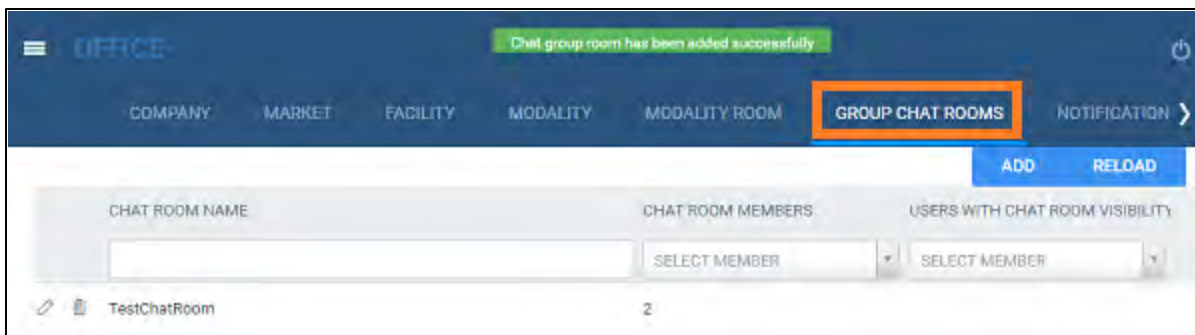 OFFICE
Chat group room has been added successfully
COMPANY MARKET FACILITY MODALITY MODALITY ROOM GROUP CHAT ROOMS NOTIFICATION
ADD RELOAD
CHAT ROOM NAME CHAT ROOM MEMBERS USERS WITH CHAT ROOM VISIBILITY
SELECT MEMBER SELECT MEMBER
TestChatRoom 2